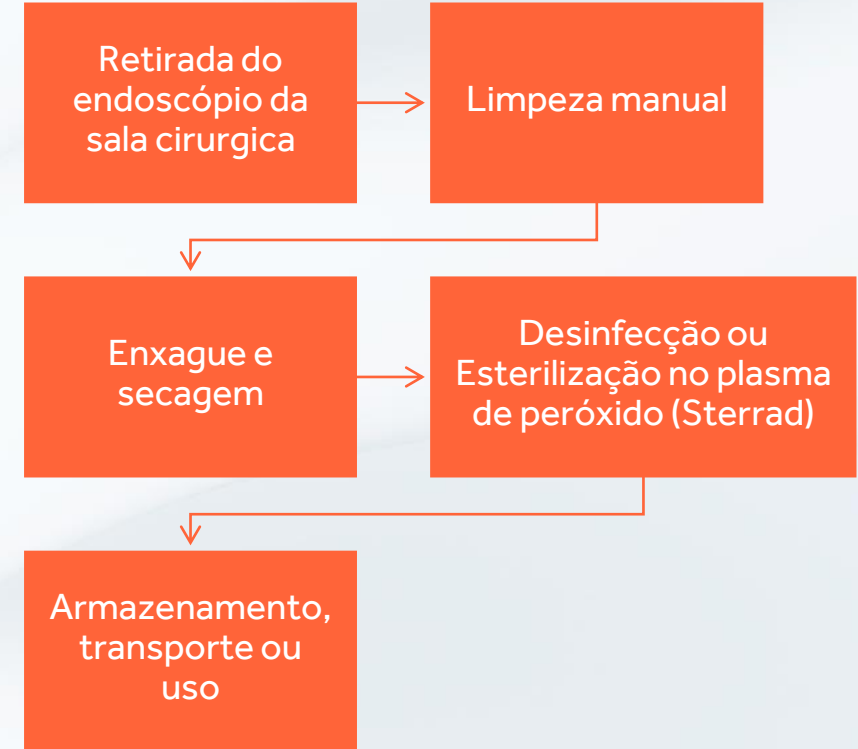 Retirada do
endoscópio da
sala cirurgica
Limpeza manual
Enxague e
secagem
Desinfecção ou
Esterilização no plasma
de peróxido (Sterrad)
Armazenamento,
transporte ou
uso